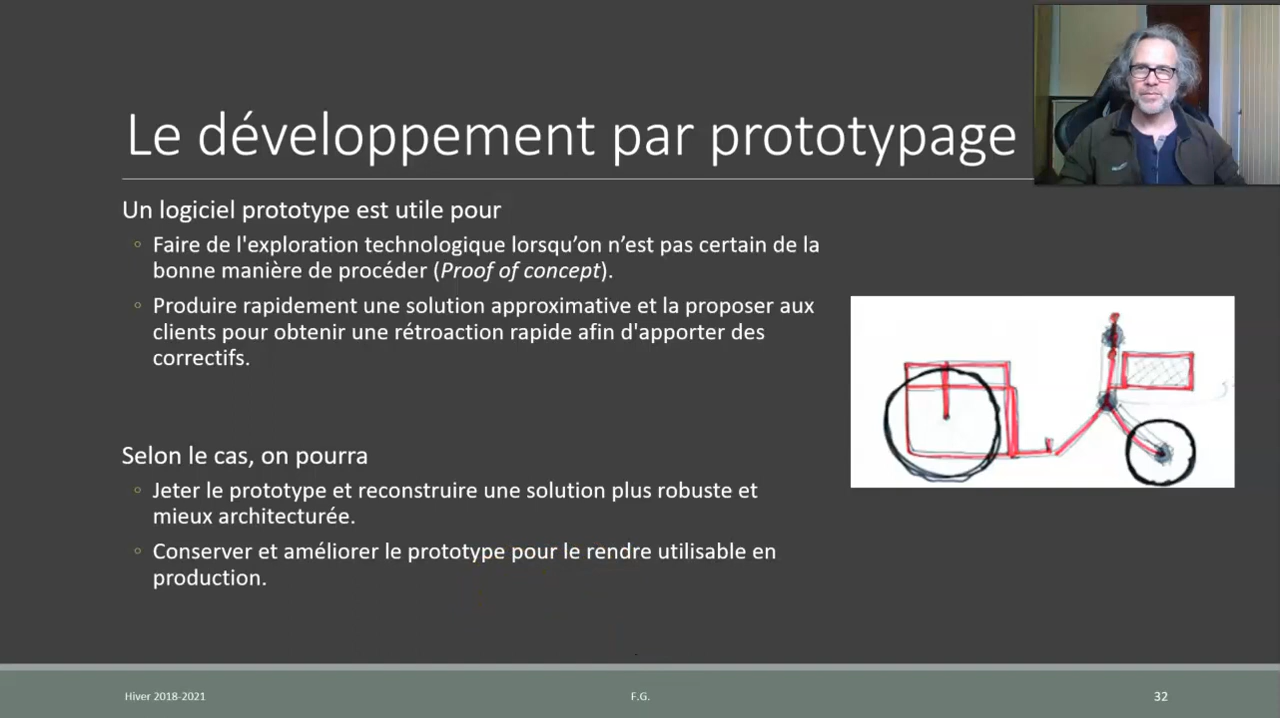 Le développement par prototypage
Un logiciel prototype est utile pour
Faire de l'exploration technologique lorsqu’on n’est pas certain de la
bonne manière de procéder (Proof of concept).
Produire rapidement une solution approximative et la proposer aux
clients pour obtenir une rétroaction rapide afin d'apporter des
correctifs.
Selon le cas, on pourra
Jeter le prototype et reconstruire une solution plus robuste et
mieux architecturée.
Conserver et améliorer le prototype pour le rendre utilisable en
production.
Hiver 2018-2021
F.G.
32